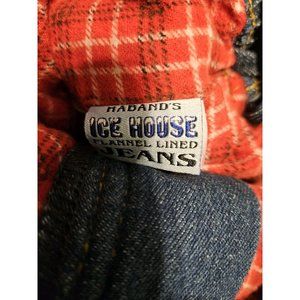 HABAND'S
ICE HOUSE
FLANNEL LINED
JEANS